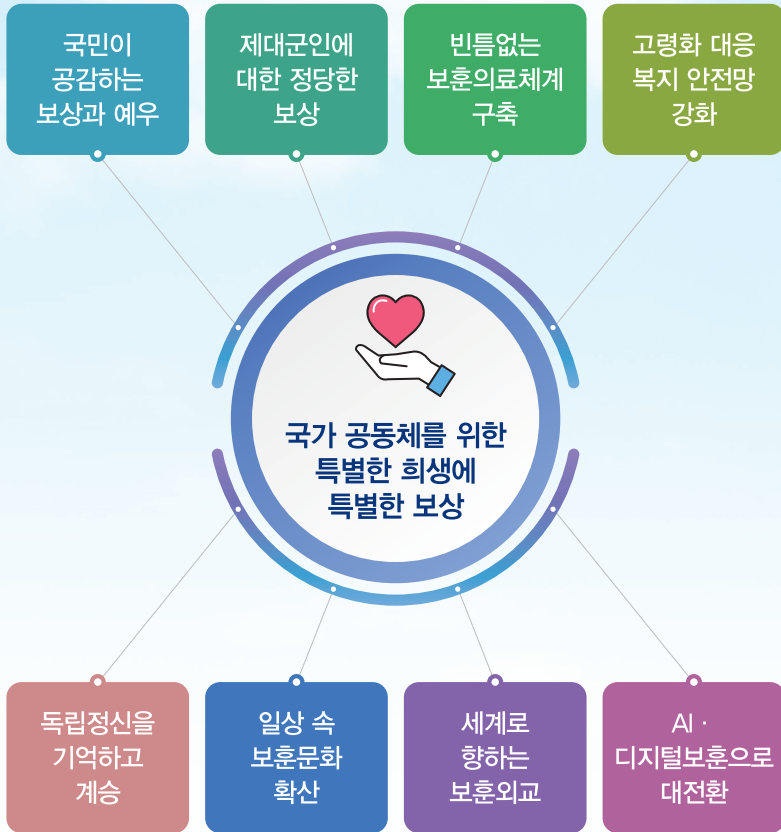 국민이
공감하는
보상과 예우
제대군인에
대한 정당한
보상
빈틈없는
보훈의료체계
구축
고령화 대응
복지 안전망
강화
국가 공동체를 위한
특별한 희생에
특별한 보상
독립정신을
기억하고
계승
일상 속
보훈문화
확산
세계로
향하는
보훈외교
AI ·
디지털보훈으로
대전환